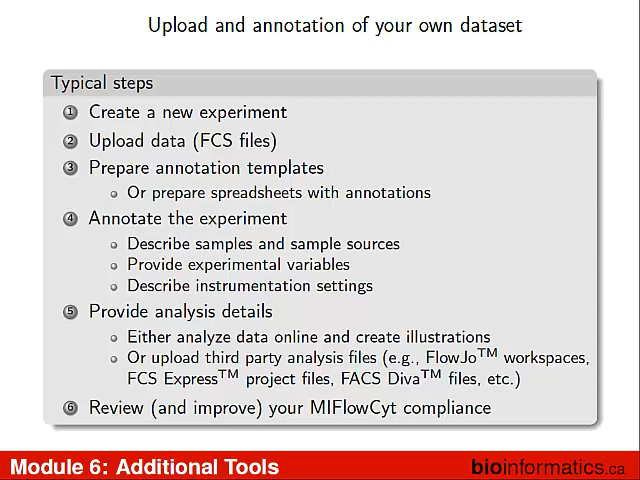 Upload and annotation of your own dataset
Typical steps
1 Create a new experiment
2 Upload data (FCS files)
3 Prepare annotation templates
Or prepare spreadsheets with annotations
4 Annotate the experiment
Describe samples and sample sources
Provide experimental variables
Describe instrumentation settings
5 Provide analysis details
Either analyze data online and create illustrations
Or upload third party analysis files (e.g., FlowJo™ workspaces,
FCS Express™ project files, FACS Diva™ files, etc.)
6 Review (and improve) your MIFlowCyt compliance
Module 6: Additional Tools
bioinformatics.ca